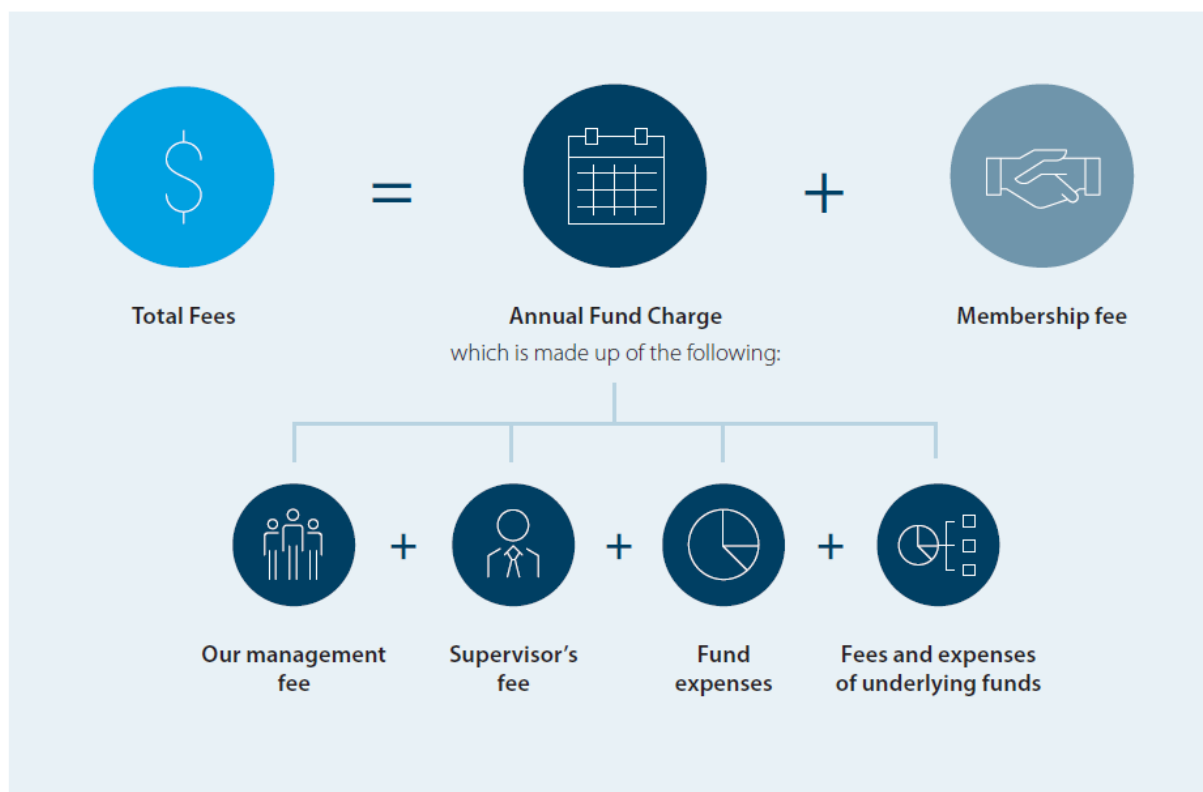 =
+
Total Fees
Annual Fund Charge
Membership fee
which is made up of the following:
+
+
+
Our management
fee
Supervisor’s
fee
Fund
expenses
Fees and expenses
of underlying funds